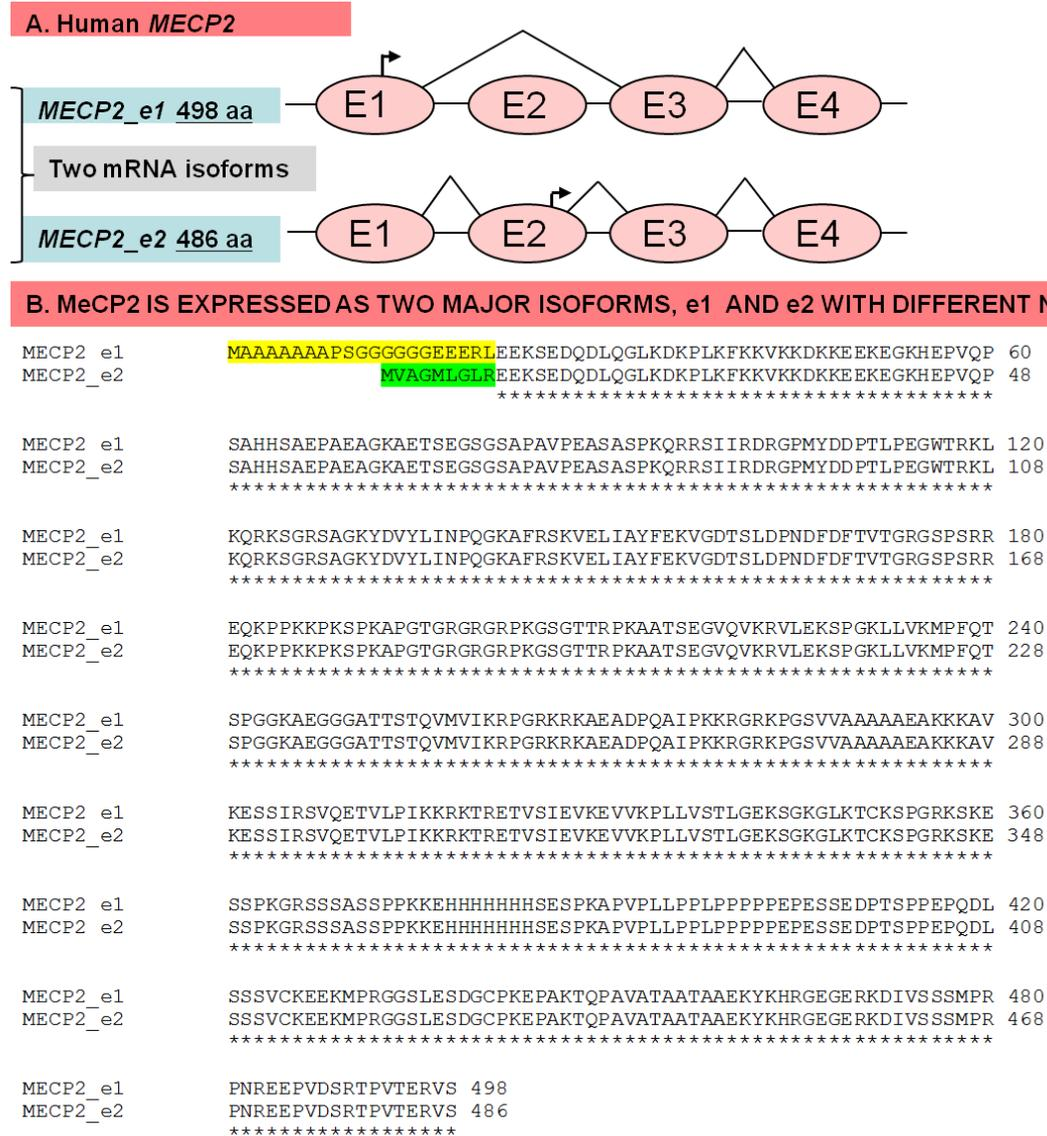 A. Human MECP2
MECP2_e1 498 aa
E1 E2 E3 E4
Two mRNA isoforms
MECP2_e2 486 aa
E1 E2 E3 E4
B. MeCP2 IS EXPRESSED AS TWO MAJOR ISOFORMS, e1 AND e2 WITH DIFFERENT N
MECP2_e1 MAAAAAAAAPSGGGGGGEEERLEEKSEDQDLQGLKDKPLKFKKVKKDKKEEKEGKHEPVQP 60
MECP2_e2 MVAGMLGLREEKSEDQDLQGLKDKPLKFKKVKKDKKEEKEGKHEPVQP 48
***************************************
MECP2_e1 SAHHSAEPAEAGKAETSEGSGSAPAVPEASASPKQRRSIIRDRGPMYDDPTLPEGWTRKL 120
MECP2_e2 SAHHSAEPAEAGKAETSEGSGSAPAVPEASASPKQRRSIIRDRGPMYDDPTLPEGWTRKL 108
************************************************************
MECP2_e1 KQRKSGRSAGKYDVYLINPQGKAFRSKVELIAYFEKVGDTSLDPNDFDFTVTGRGSPSRR 180
MECP2_e2 KQRKSGRSAGKYDVYLINPQGKAFRSKVELIAYFEKVGDTSLDPNDFDFTVTGRGSPSRR 168
************************************************************
MECP2_e1 EQKPPKKPKSPKAPGTGRGRGRPKGSGTTRPKAATSEGVQVKRVLEKSPGKLLVKMPFQT 240
MECP2_e2 EQKPPKKPKSPKAPGTGRGRGRPKGSGTTRPKAATSEGVQVKRVLEKSPGKLLVKMPFQT 228
************************************************************
MECP2_e1 SPGGKAEGGGATTSTQVMVIKRPGRKRKAEADPQAIPKKRGRKPGSVVAAAAAEAKKKAV 300
MECP2_e2 SPGGKAEGGGATTSTQVMVIKRPGRKRKAEADPQAIPKKRGRKPGSVVAAAAAEAKKKAV 288
************************************************************
MECP2_e1 KESSIRSVQETVLPIKKRKTRETVSIEVKEVVKPLLVSTLGEKSGKGLKTCKSPGRKSKE 360
MECP2_e2 KESSIRSVQETVLPIKKRKTRETVSIEVKEVVKPLLVSTLGEKSGKGLKTCKSPGRKSKE 348
************************************************************
MECP2_e1 SSPKGRSSSASSPPKKEHHHHHHHSESPKAPVPLLPPLPPPPPEPESSEDPTSPPEPQDL 420
MECP2_e2 SSPKGRSSSASSPPKKEHHHHHHHSESPKAPVPLLPPLPPPPPEPESSEDPTSPPEPQDL 408
************************************************************
MECP2_e1 SSSVCKEEKMPRGGSLESDGCPKEPAKTQPAVATAATAAEKYKHRGEGERKDIVSSSMPR 480
MECP2_e2 SSSVCKEEKMPRGGSLESDGCPKEPAKTQPAVATAATAAEKYKHRGEGERKDIVSSSMPR 468
************************************************************
MECP2_e1 PNREEPVDSRTPVTERVS 498
MECP2_e2 PNREEPVDSRTPVTERVS 486
******************